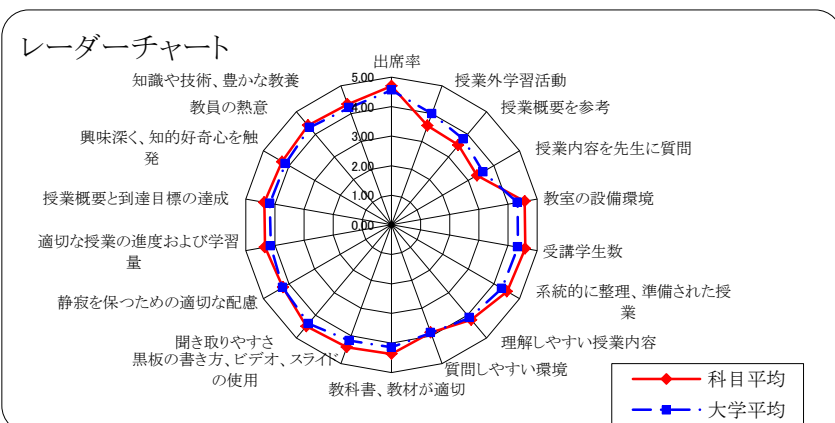 レーダーチャート
出席率
授業外学習活動
授業概要を参考
授業内容を先生に質問
教室の設備環境
受講学生数
系統的に整理、準備された授
業
理解しやすい授業内容
質問しやすい環境
教科書、教材が適切
黒板の書き方、ビデオ、スライド
の使用
聞き取りやすさ
静寂を保つための適切な配慮
適切な授業の進度および学習
量
授業概要と到達目標の達成
興味深く、知的好奇心を触
発
教員の熱意
知識や技術、豊かな教養
5.00
4.00
3.00
2.00
1.00
0.00
科目平均
大学平均